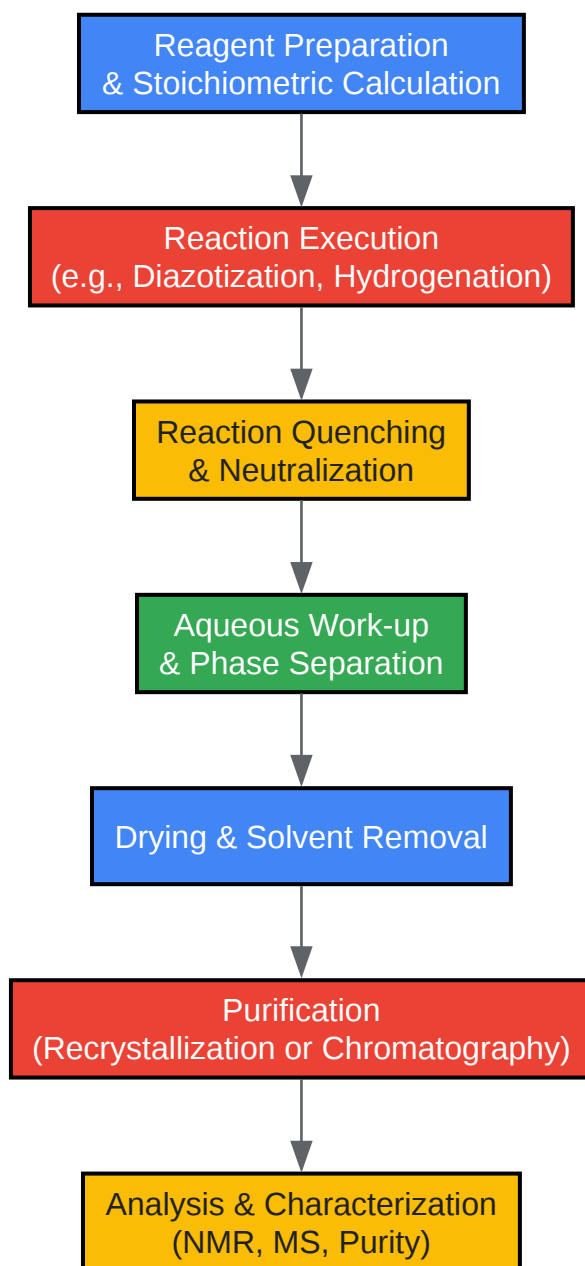 Reagent Preparation
& Stoichiometric Calculation
Reaction Execution
(e.g., Diazotization, Hydrogenation)
Reaction Quenching
& Neutralization
Aqueous Work-up
& Phase Separation
Drying & Solvent Removal
Purification
(Recrystallization or Chromatography)
Analysis & Characterization
(NMR, MS, Purity)